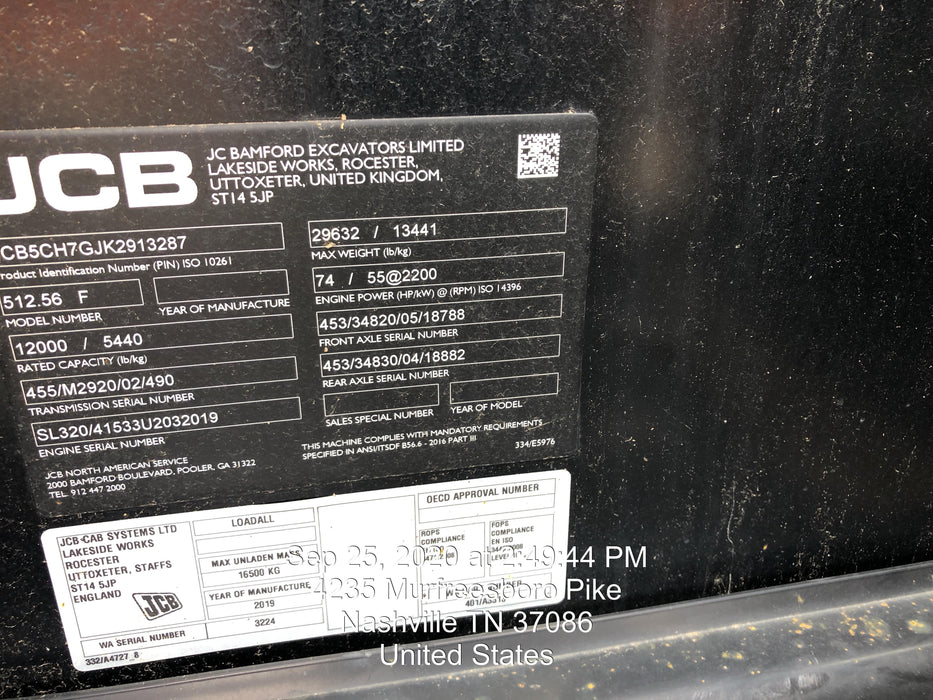 JCB
JC BAMFORD EXCAVATORS LIMITED
LAKESIDE WORKS, ROCESTER,
UTTOXETER, UNITED KINGDOM,
ST14 5JP
CB5CH7GJK2913287
roduct Identification Number (PIN) ISO 10261
512.56 F
MODEL NUMBER
YEAR OF MANUFACTURE
12000 / 5440
RATED CAPACITY (lb/kg)
455/M2920/02/490
TRANSMISSION SERIAL NUMBER
SL320/41533U2032019
ENGINE SERIAL NUMBER
JCB NORTH AMERICAN SERVICE
2000 BAMFORD BOULEVARD, POOLER, GA 31322
TEL. 912 447 2000
29632 / 13441
MAX WEIGHT (lb/kg)
74 / 55@2200
ENGINE POWER (HP/kW) @ (RPM) ISO 14396
453/34820/05/18788
FRONT AXLE SERIAL NUMBER
453/34830/04/18882
REAR AXLE SERIAL NUMBER
SALES SPECIAL NUMBER
YEAR OF MODEL
THIS MACHINE COMPLIES WITH MANDATORY REQUIREMENTS
SPECIFIED IN ANSI/ITSDF B56.6 - 2016 PART III
334/E5976
JCB CAB SYSTEMS LTD
LAKESIDE WORKS
ROCESTER
UTTOXETER, STAFFS
ST14 5JP
ENGLAND
JCB
WA SERIAL NUMBER
332/A4727_8
LOADALL
MAX UNLADEN MASS
16500 KG
YEAR OF MANUFACTURE
2019
3224
OECD APPROVAL NUMBER
ROPS
COMPLIANCE
FOPS
COMPLIANCE
EN ISO
LEVEL
Sep 25, 2020 at 2:49:44 PM
4235 Murfreesboro Pike
Nashville TN 37086
United States